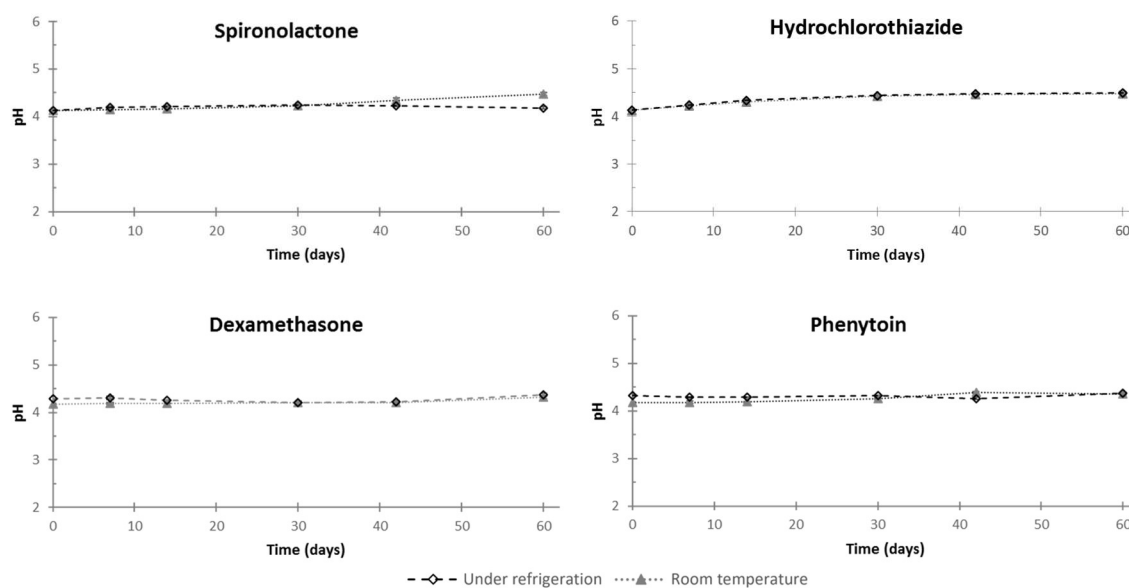 Spironolactone
6
5
4
3
2
pH
0 10 20 30 40 50 60
Time (days)
Hydrochlorothiazide
6
5
4
3
2
pH
0 10 20 30 40 50 60
Time (days)
Dexamethasone
6
5
4
3
2
pH
0 10 20 30 40 50 60
Time (days)
Phenytoin
6
5
4
3
2
pH
0 10 20 30 40 50 60
Time (days)
Under refrigeration Room temperature